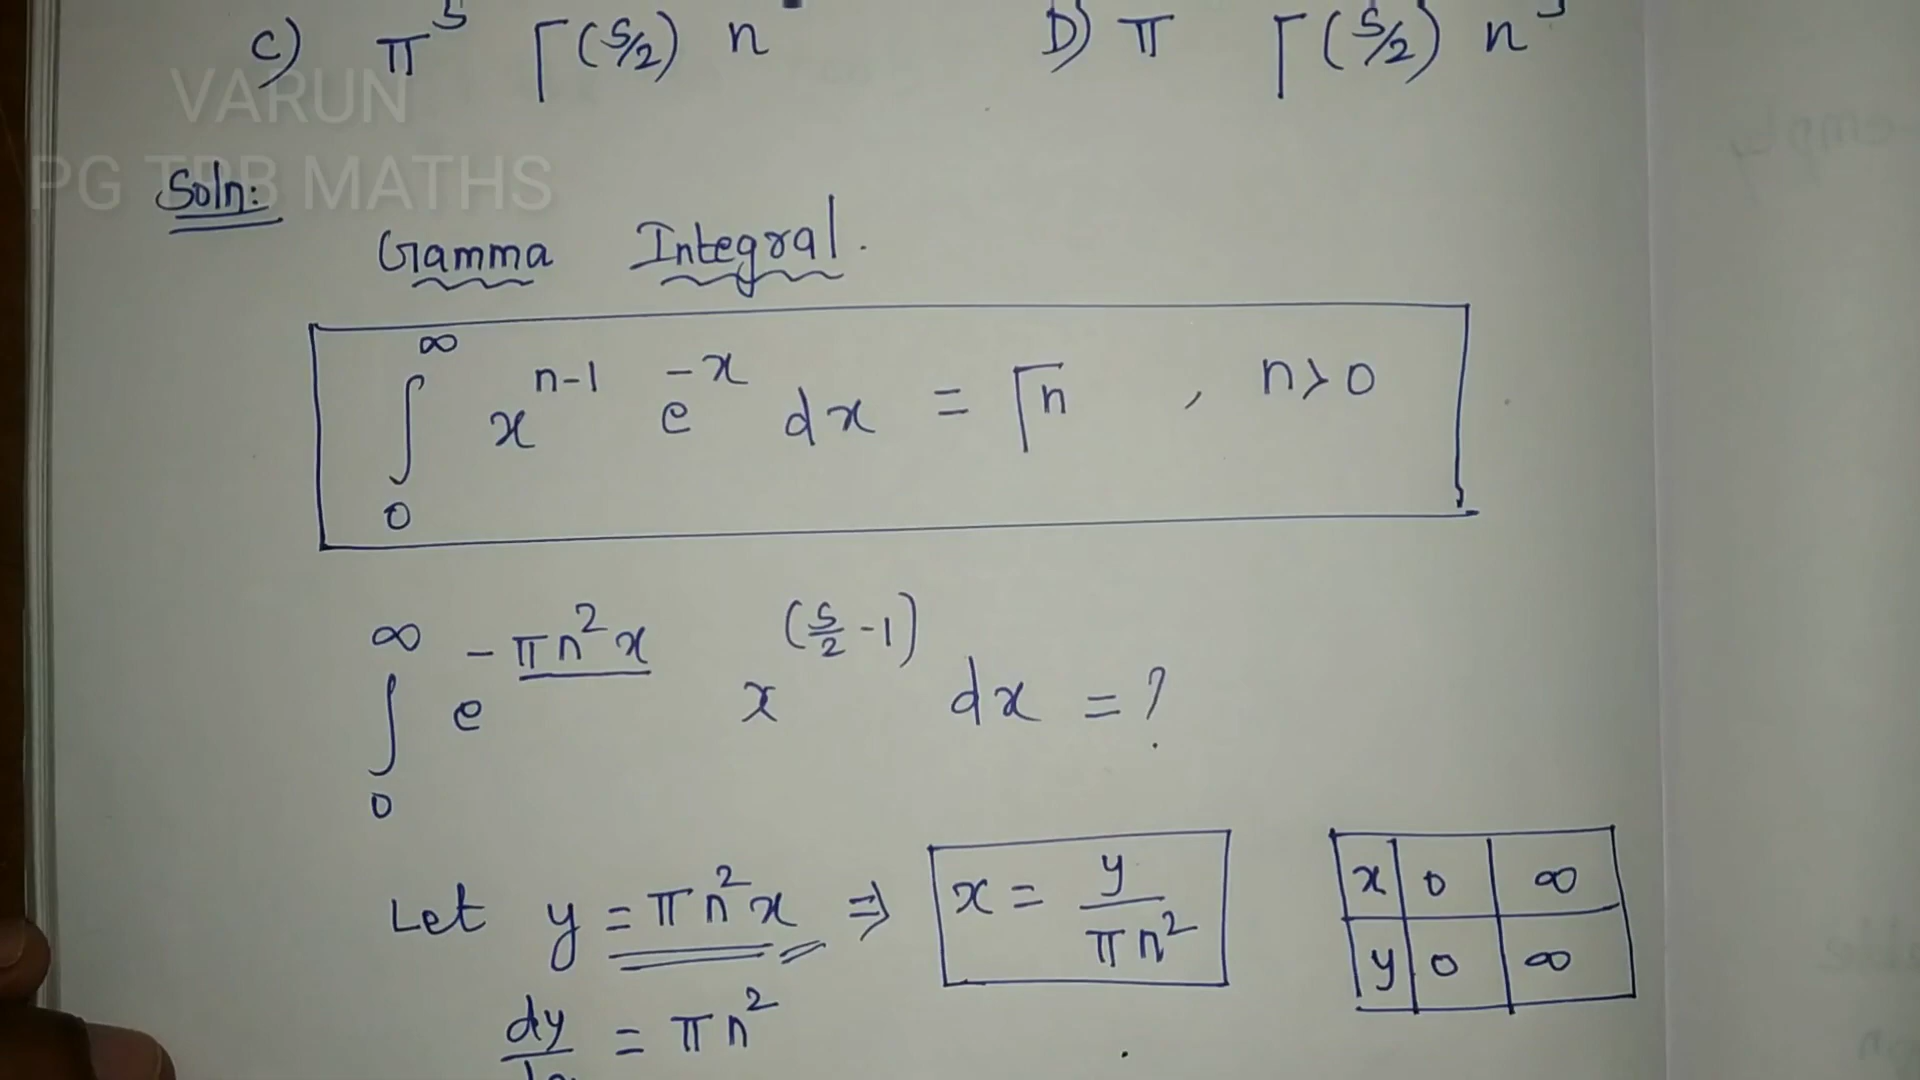 C) π^s Γ(s/2) n D) π Γ(s/2) n^s
VARUN
PG TRB MATHS
Soln:
Gamma Integral.
∫₀^∞ x^(n-1) e^(-x) dx = Γn , n>0
∫₀^∞ e^(-πn²x) x^(s/2 -1) dx = ?
Let y = πn²x ⇒ x = y/πn²
x 0 ∞
y 0 ∞
dy = πn²